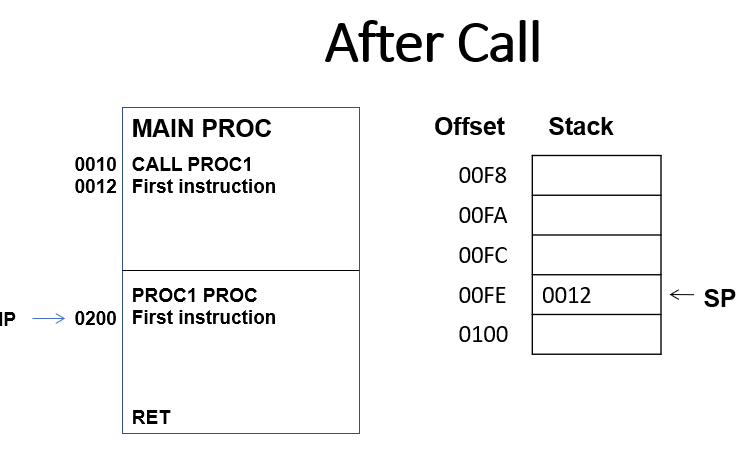 After Call
MAIN PROC
0010 CALL PROC1
0012 First instruction
PROC1 PROC
IP → 0200 First instruction
RET
Offset Stack
00F8
00FA
00FC
00FE 0012 ← SP
0100